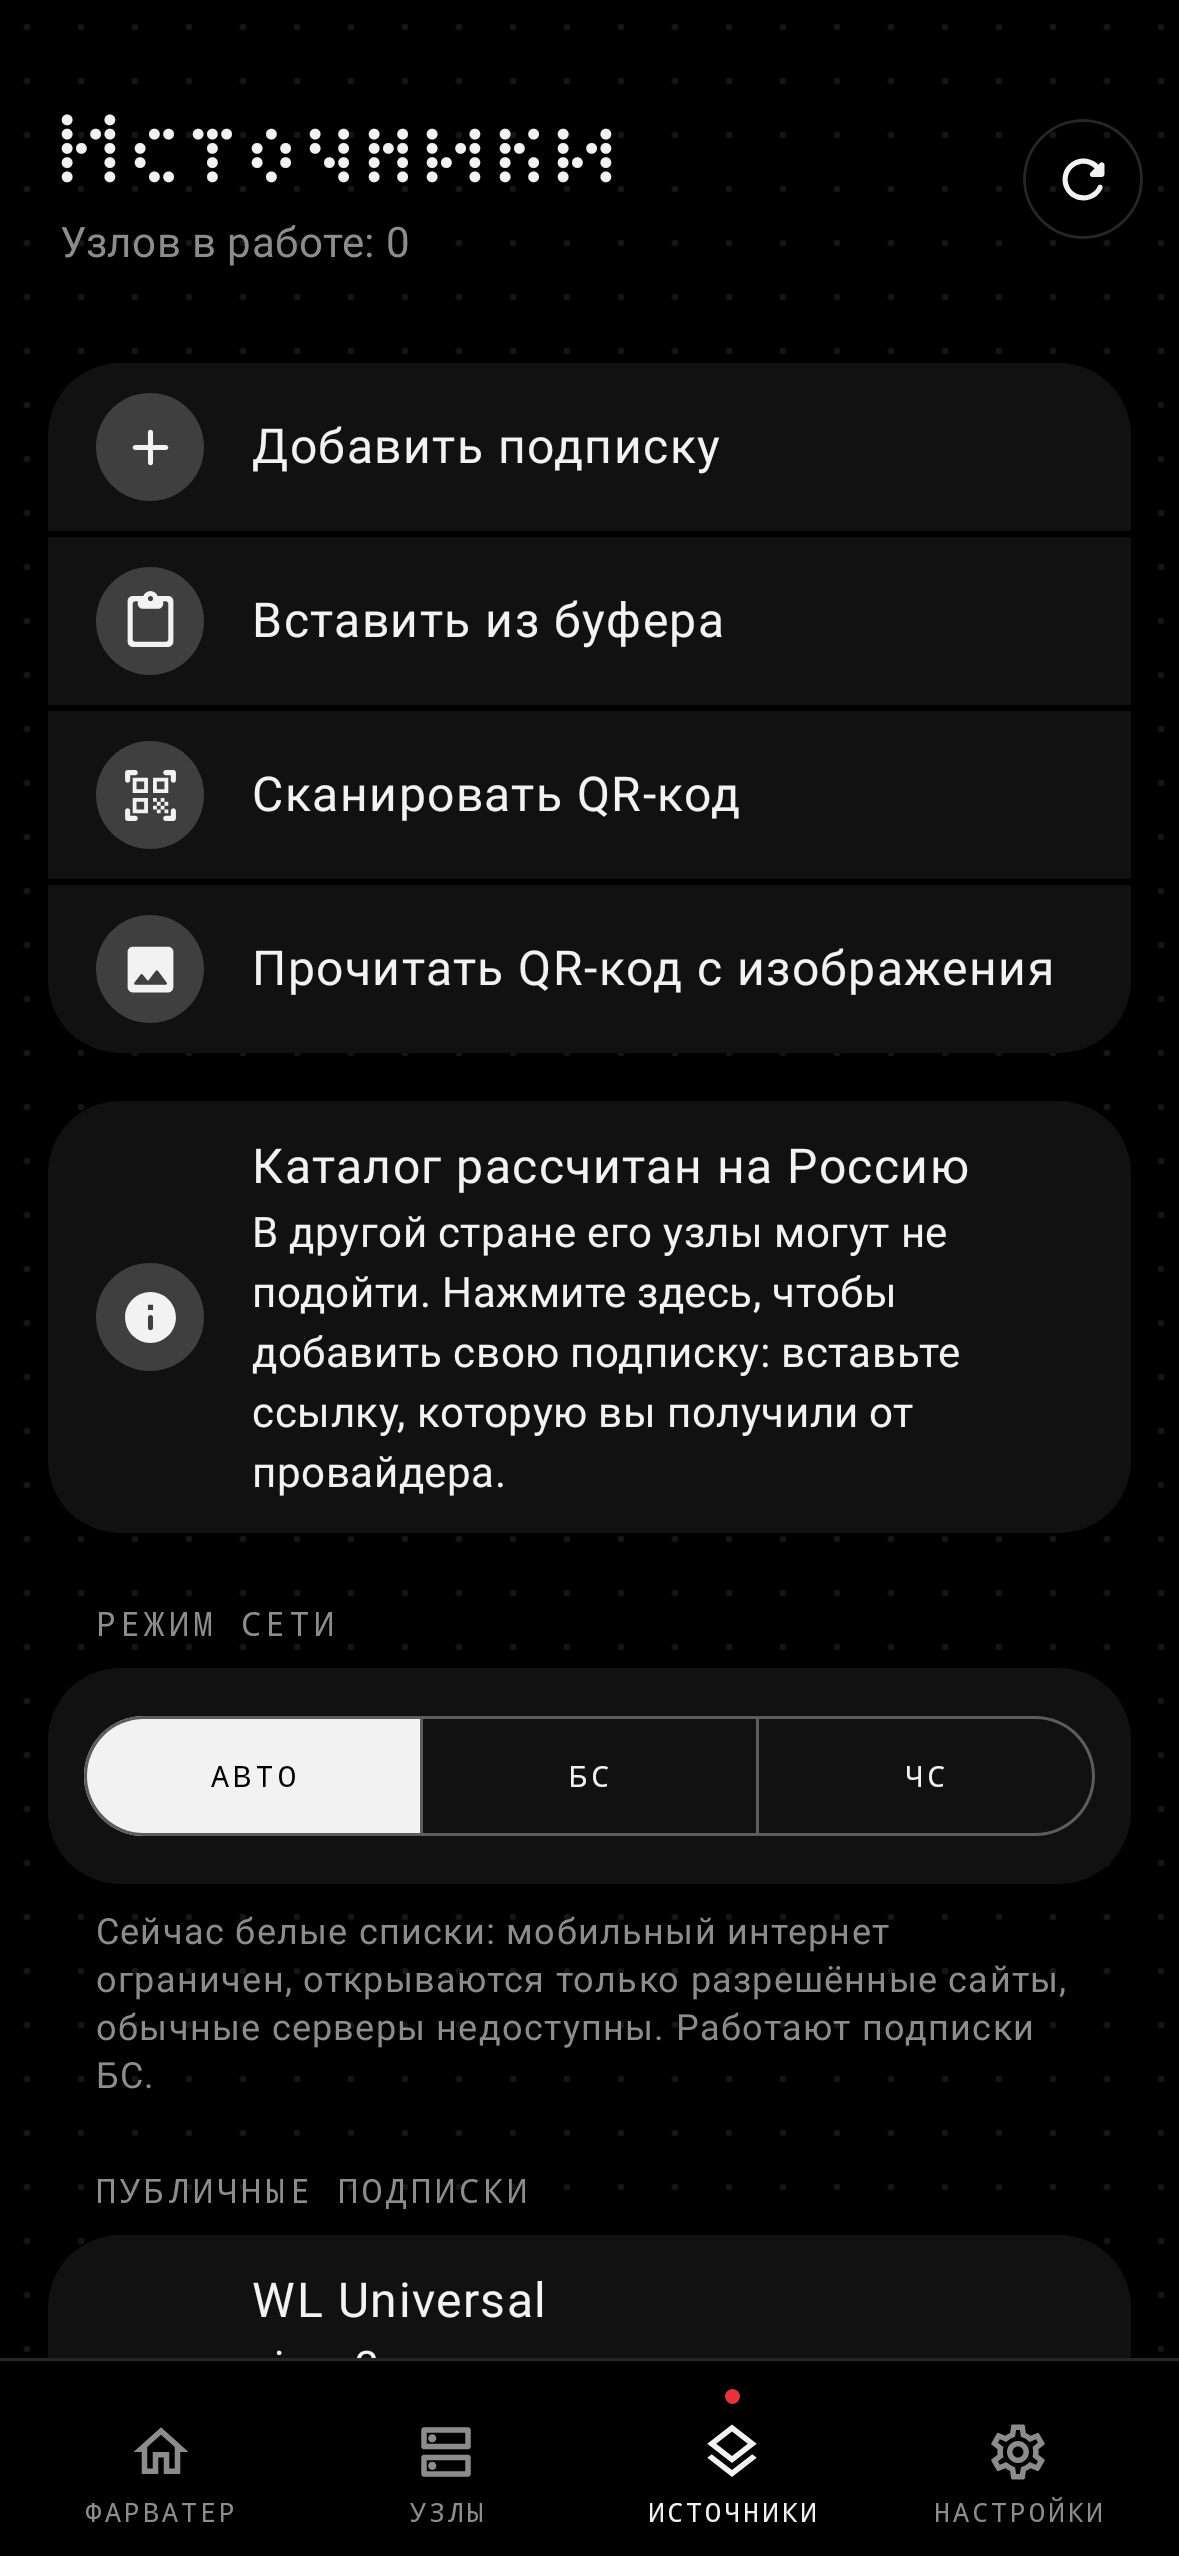 Источники
Узлов в работе: 0
Добавить подписку
Вставить из буфера
Сканировать QR-код
Прочитать QR-код с изображения
Каталог рассчитан на Россию
В другой стране его узлы могут не
подойти. Нажмите здесь, чтобы
добавить свою подписку: вставьте
ссылку, которую вы получили от
провайдера.
РЕЖИМ СЕТИ
АВТО
БС
ЧС
Сейчас белые списки: мобильный интернет
ограничен, открываются только разрешённые сайты,
обычные серверы недоступны. Работают подписки
БС.
ПУБЛИЧНЫЕ ПОДПИСКИ
WL Universal
ФАРВАТЕР
УЗЛЫ
ИСТОЧНИКИ
НАСТРОЙКИ